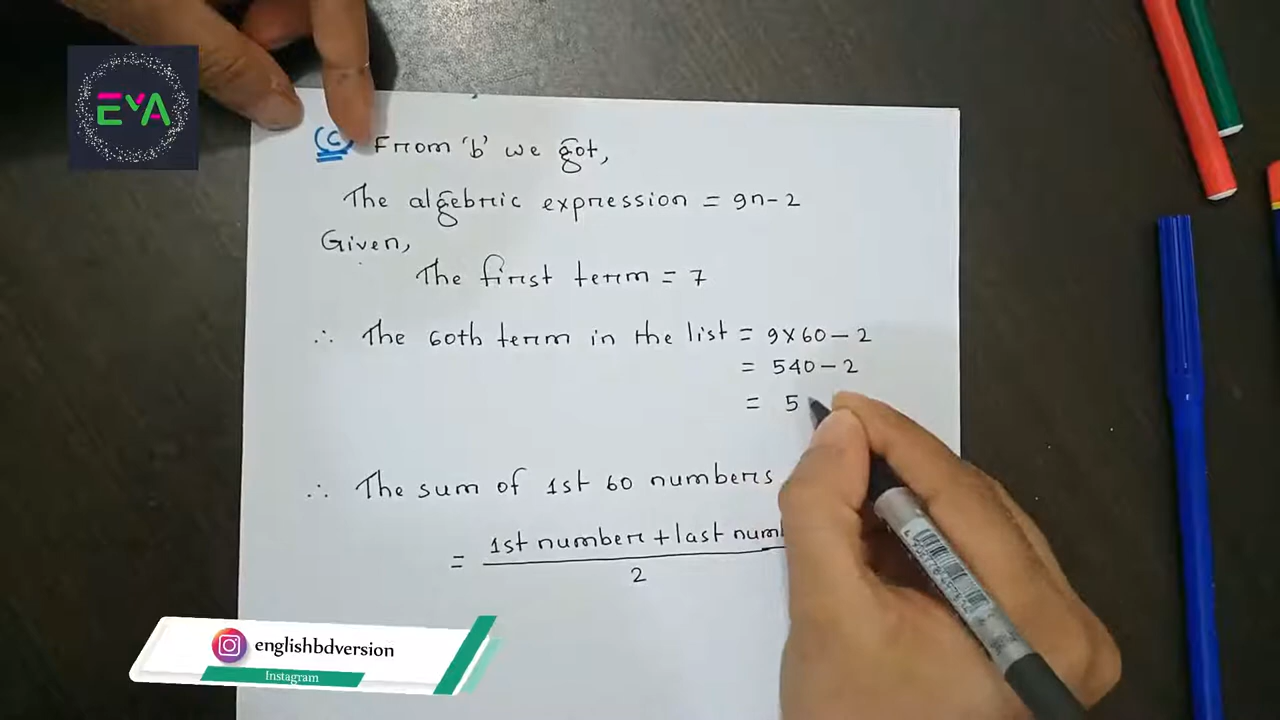 EVA
(c) From 'b' we got,
The algebric expression = 9n-2
Given,
The first term = 7
∴ The 60th term in the list = 9×60-2
= 540-2
= 5
∴ The sum of 1st 60 numbers
= 1st number + last
2
englishbdversion
Instagram